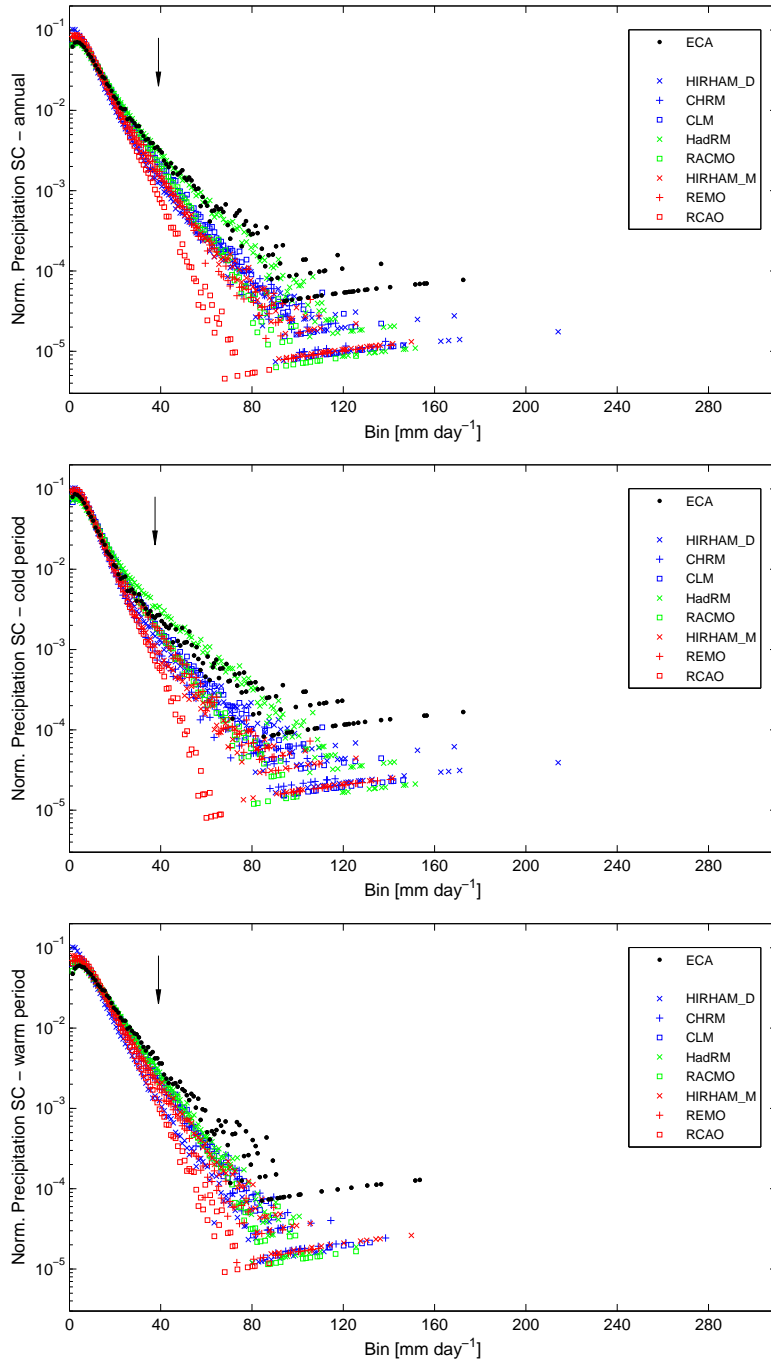 Norm. Precipitation SC − annual
10⁻¹
10⁻²
10⁻³
10⁻⁴
10⁻⁵
0 40 80 120 160 200 240 280
Bin [mm day⁻¹]
ECA
HIRHAM_D
CHRM
CLM
HadRM
RACMO
HIRHAM_M
REMO
RCAO
Norm. Precipitation SC − cold period
10⁻¹
10⁻²
10⁻³
10⁻⁴
10⁻⁵
0 40 80 120 160 200 240 280
Bin [mm day⁻¹]
ECA
HIRHAM_D
CHRM
CLM
HadRM
RACMO
HIRHAM_M
REMO
RCAO
Norm. Precipitation SC − warm period
10⁻¹
10⁻²
10⁻³
10⁻⁴
10⁻⁵
0 40 80 120 160 200 240 280
Bin [mm day⁻¹]
ECA
HIRHAM_D
CHRM
CLM
HadRM
RACMO
HIRHAM_M
REMO
RCAO